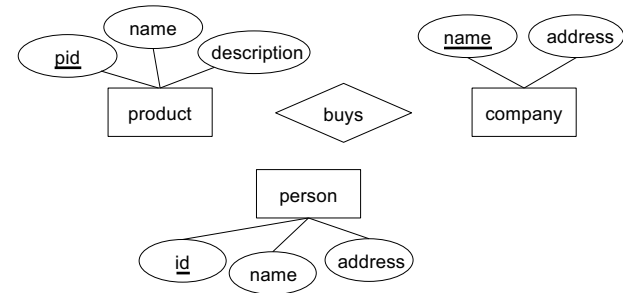 name
name
address
pid
description
product
buys
company
person
id
name
address